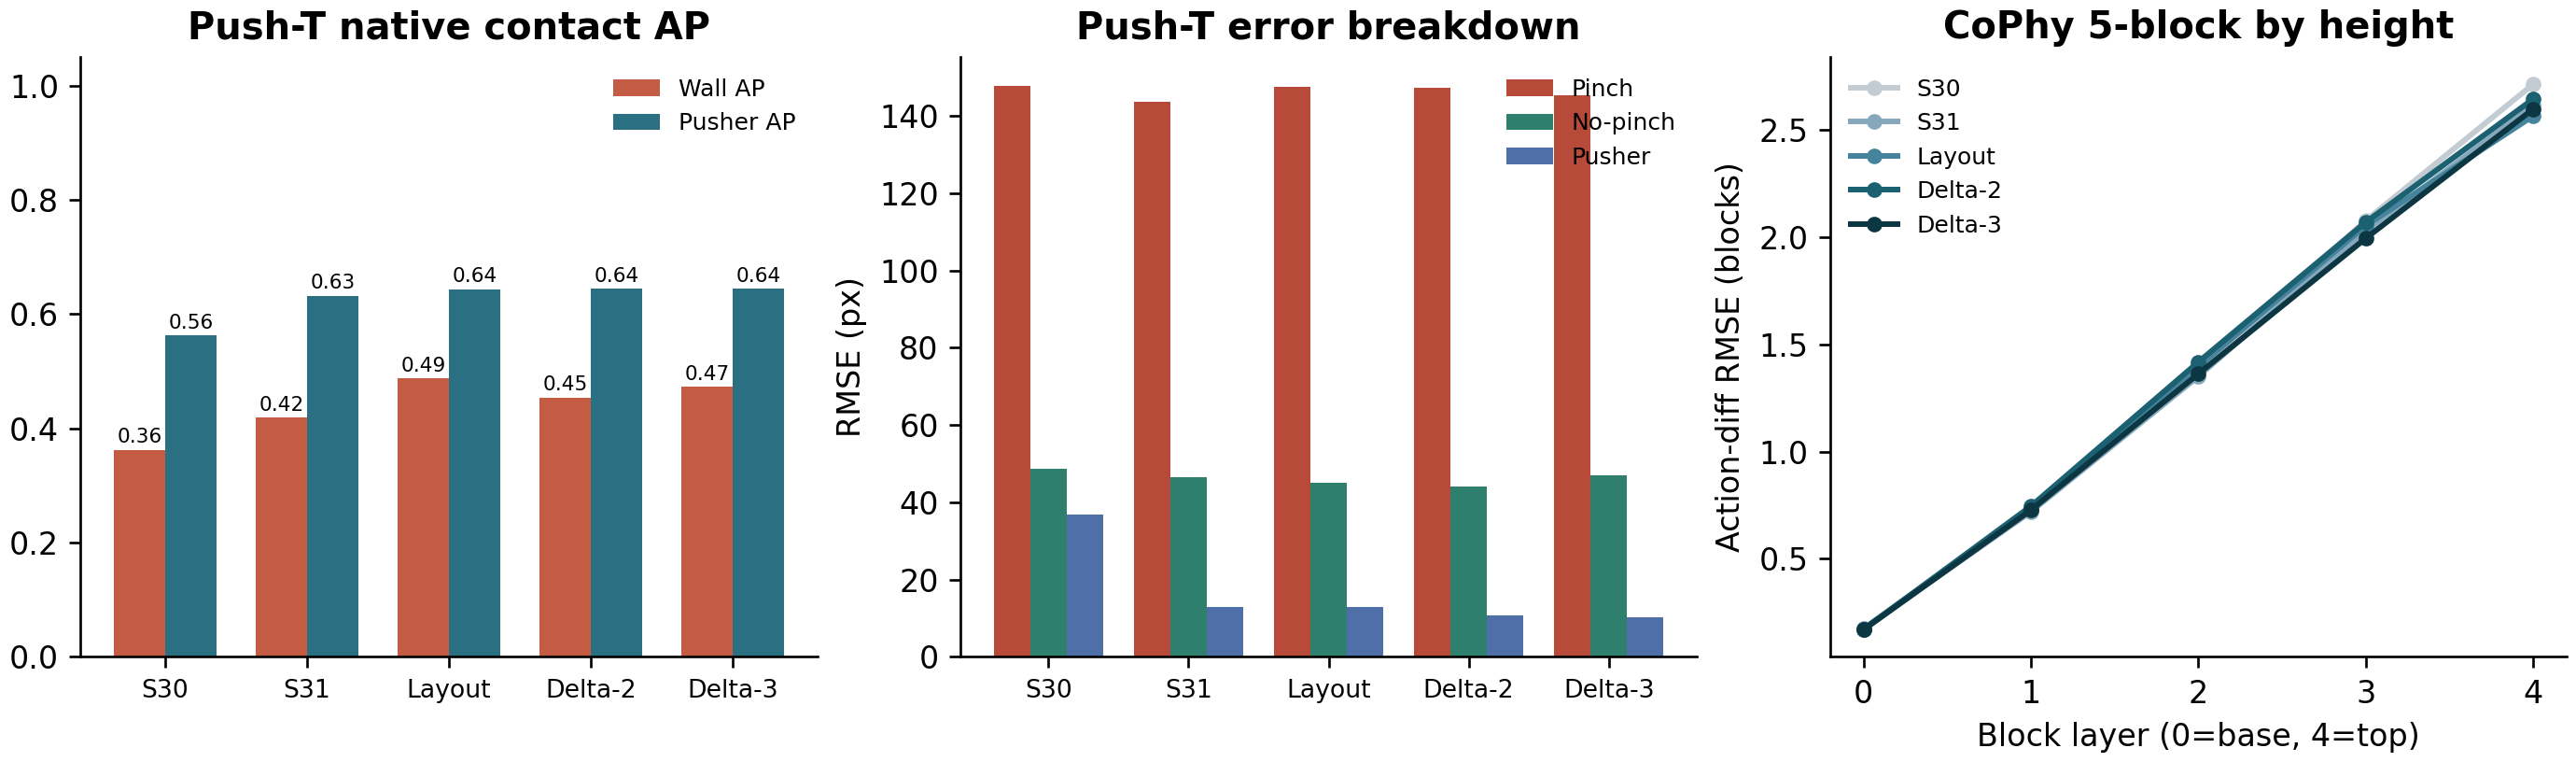 Push-T native contact AP
1.0
0.8
0.6
0.4
0.2
0.0
Wall AP
Pusher AP
0.36
0.56
0.42
0.63
0.49
0.64
0.45
0.64
0.47
0.64
S30
S31
Layout
Delta-2
Delta-3
Push-T error breakdown
RMSE (px)
140
120
100
80
60
40
20
0
Pinch
No-pinch
Pusher
S30
S31
Layout
Delta-2
Delta-3
CoPhy 5-block by height
Action-diff RMSE (blocks)
2.5
2.0
1.5
1.0
0.5
S30
S31
Layout
Delta-2
Delta-3
0
1
2
3
4
Block layer (0=base, 4=top)